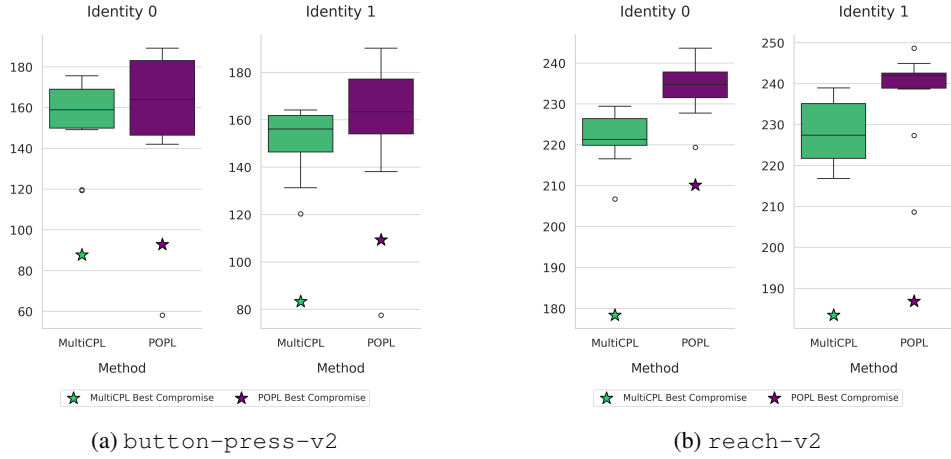 Identity 0
180
160
140
120
100
80
60
MultiCPL POPL
Method
Identity 1
180
160
140
120
100
80
MultiCPL POPL
Method
MultiCPL Best Compromise POPL Best Compromise
(a) button-press-v2
Identity 0
240
230
220
210
200
190
180
MultiCPL POPL
Method
Identity 1
250
240
230
220
210
200
190
MultiCPL POPL
Method
MultiCPL Best Compromise POPL Best Compromise
(b) reach-v2